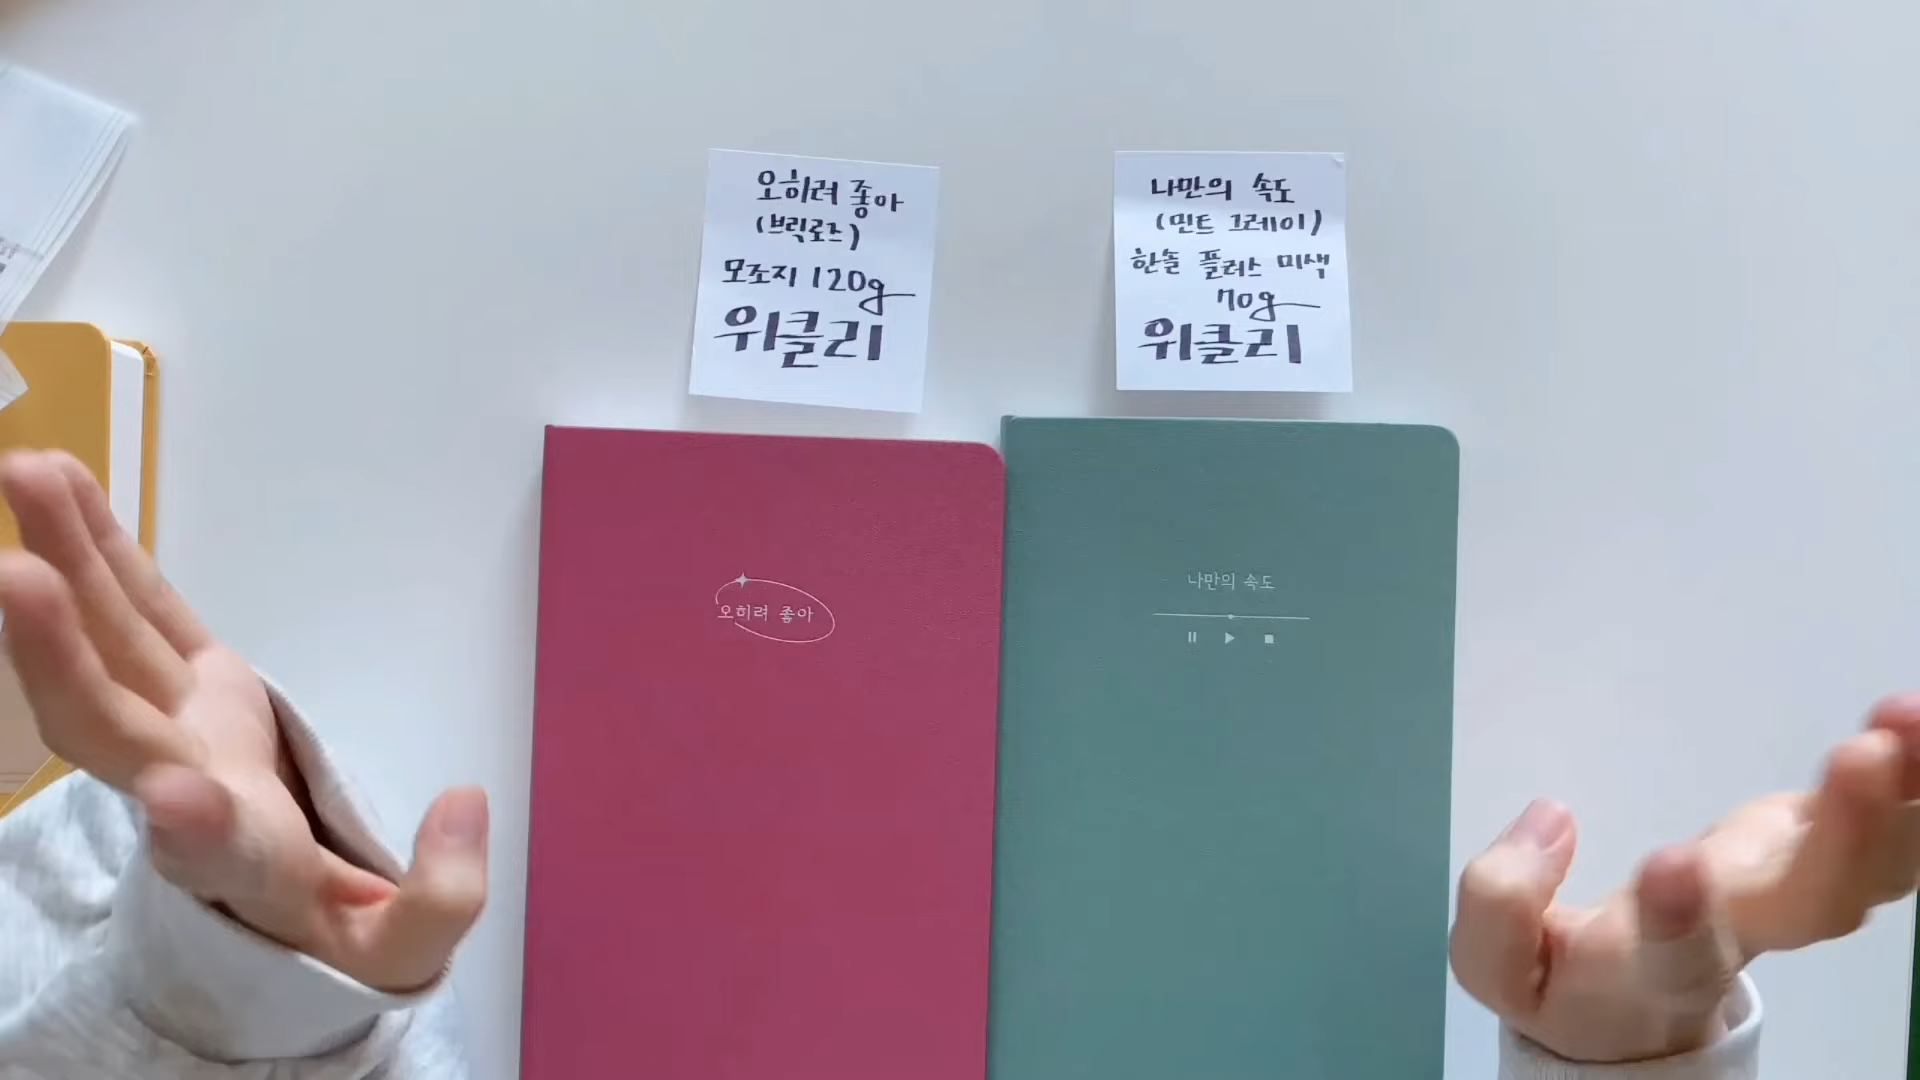 오히려 좋아
(브릭로즈)
모조지 120g
위클리
나만의 속도
(민트 그레이)
한솔 플러스 미색
70g
위클리
오히려 좋아
나만의 속도